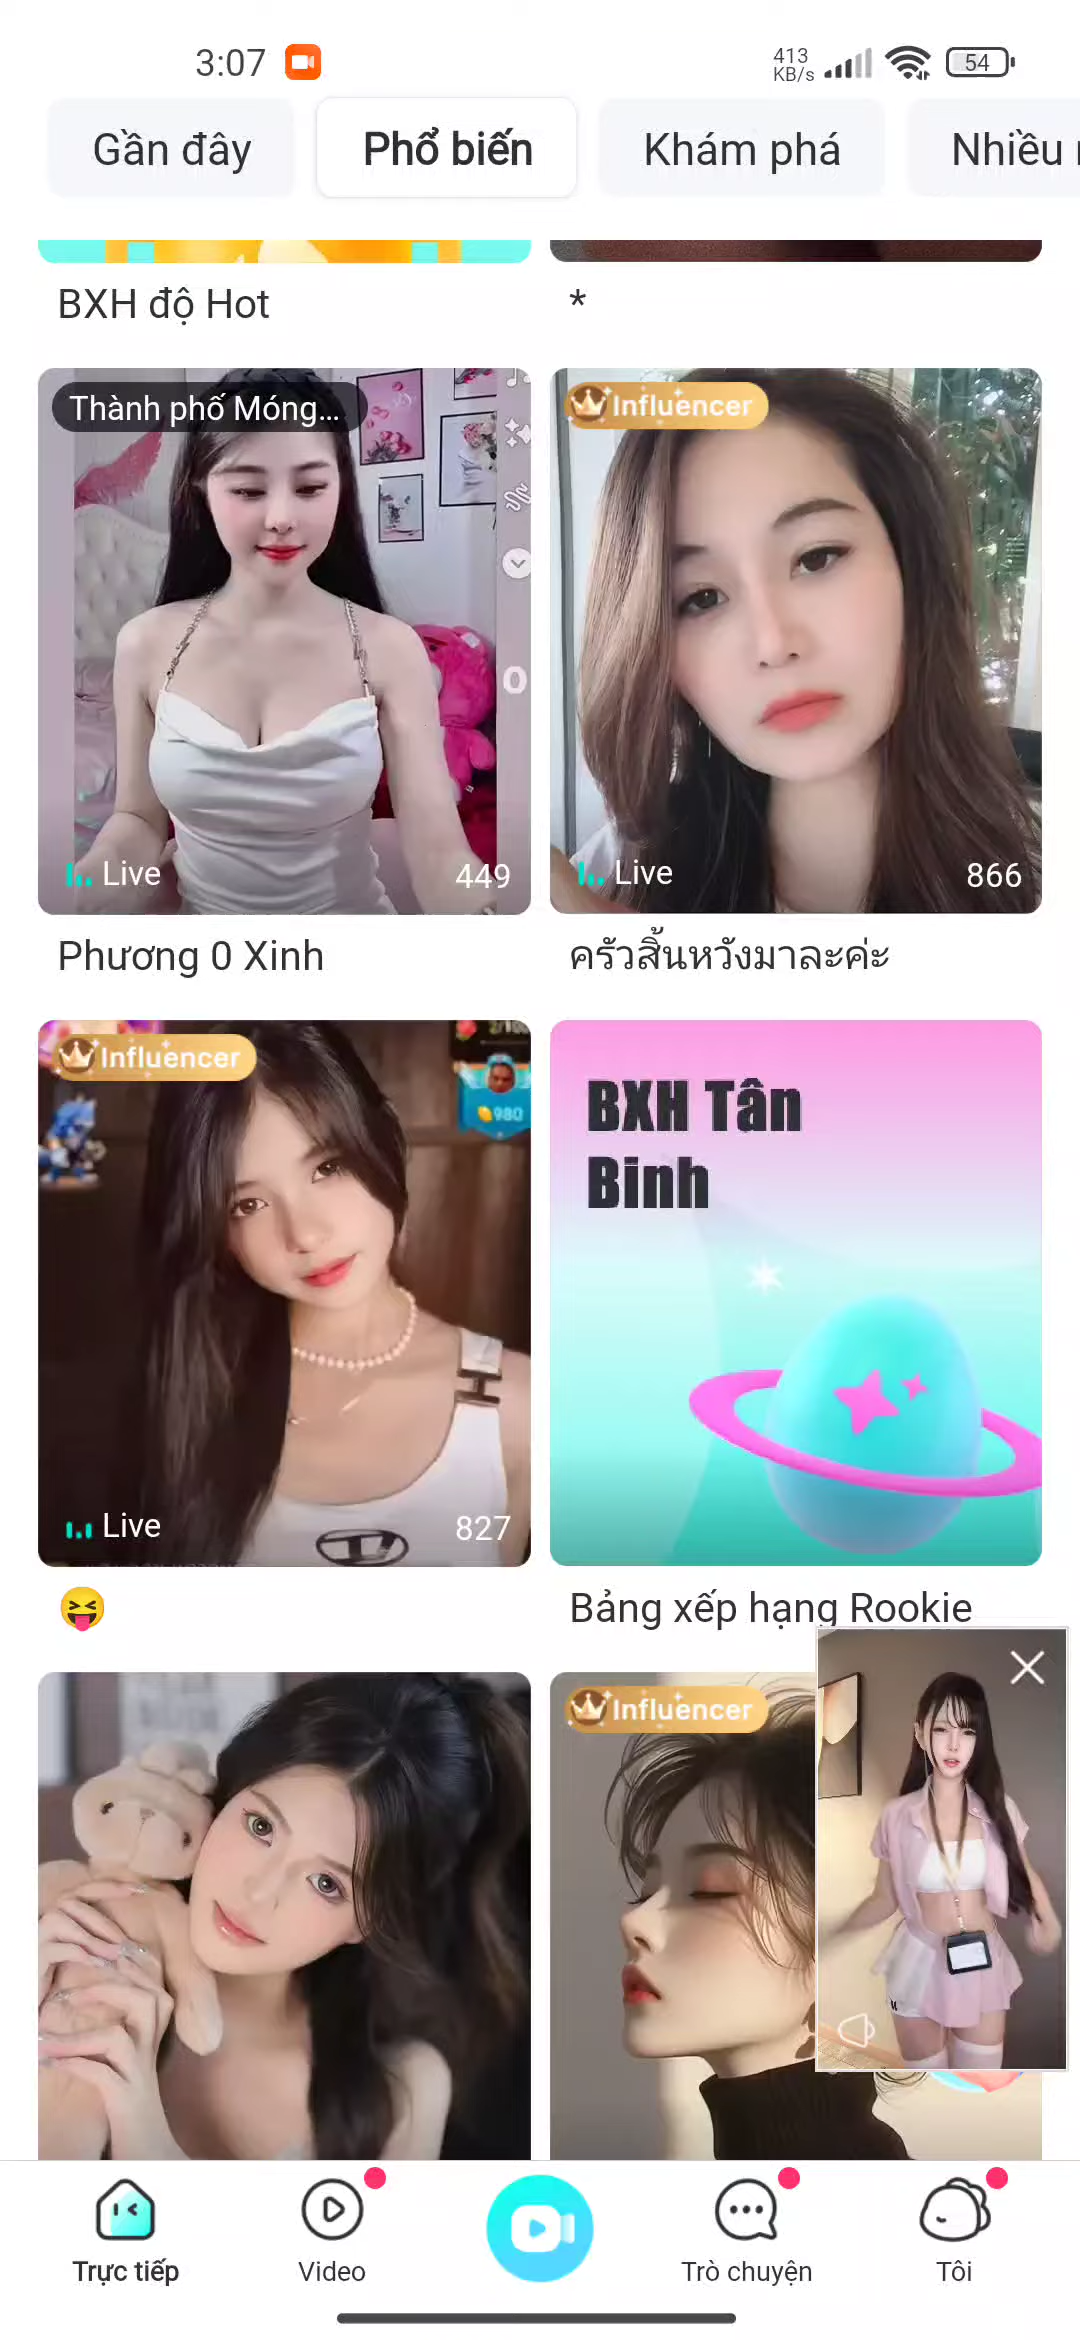 3:07
413
KB/s
54
Gần đây
Phổ biến
Khám phá
Nhiều
BXH độ Hot
*
Thành phố Móng...
Influencer
0
Live
449
Live
866
Phương 0 Xinh
ครัวสิ้นหวังมาละค่ะ
Influencer
980
BXH Tân
Binh
Live
827
😝
Bảng xếp hạng Rookie
Influencer
Trực tiếp
Video
Trò chuyện
Tôi